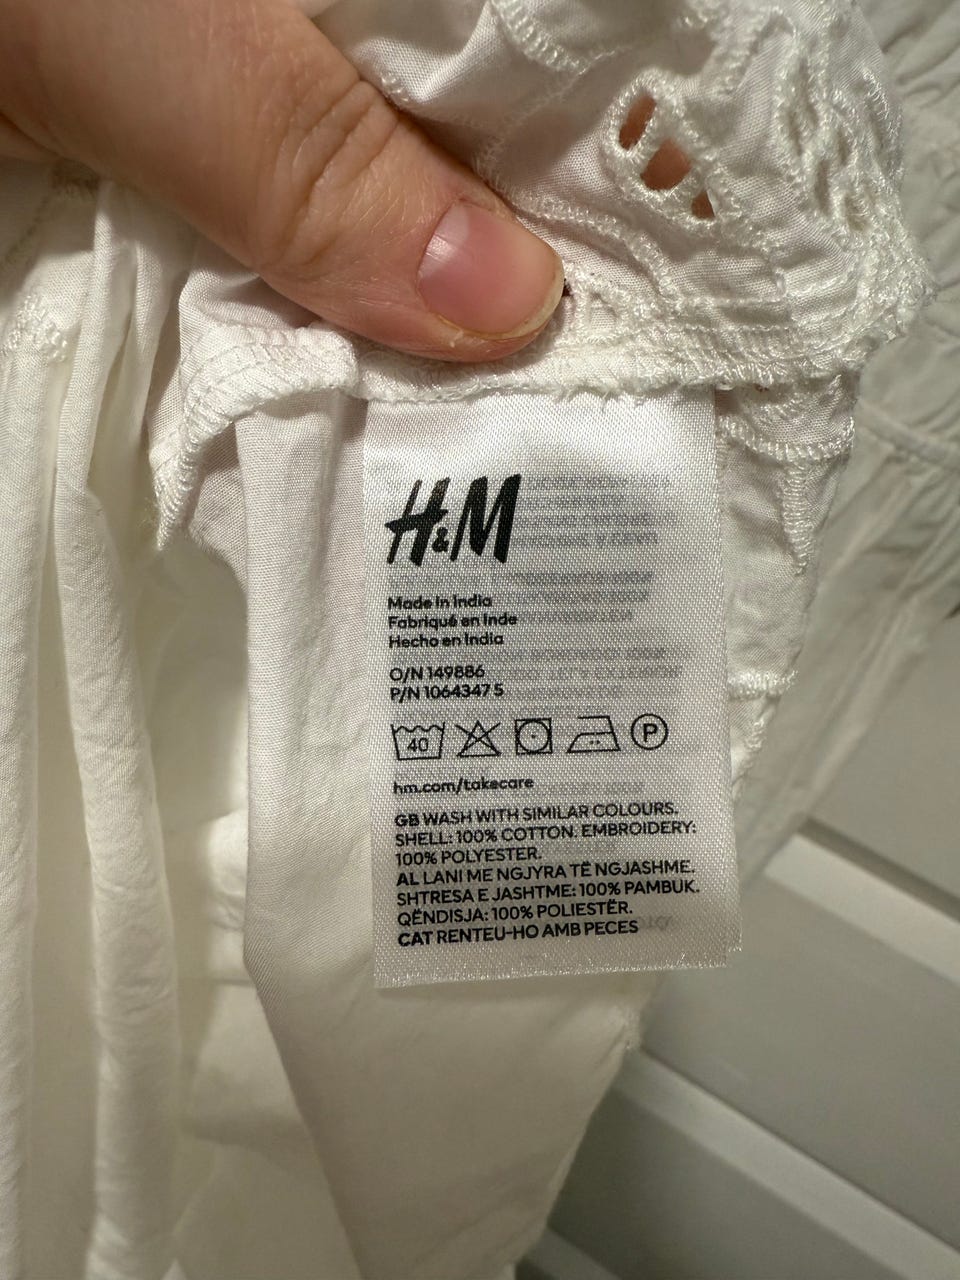 H&M
Made in India
Fabriqué en Inde
Hecho en India
O/N 149886
P/N 1064347 S
40
P
hm.com/takecare
GB WASH WITH SIMILAR COLOURS.
SHELL: 100% COTTON. EMBROIDERY:
100% POLYESTER.
AL LANI ME NGJYRA TË NGJASHME.
SHTRESA E JASHTME: 100% PAMBUK.
QËNDISJA: 100% POLIESTËR.
CAT RENTEU-HO AMB PECES